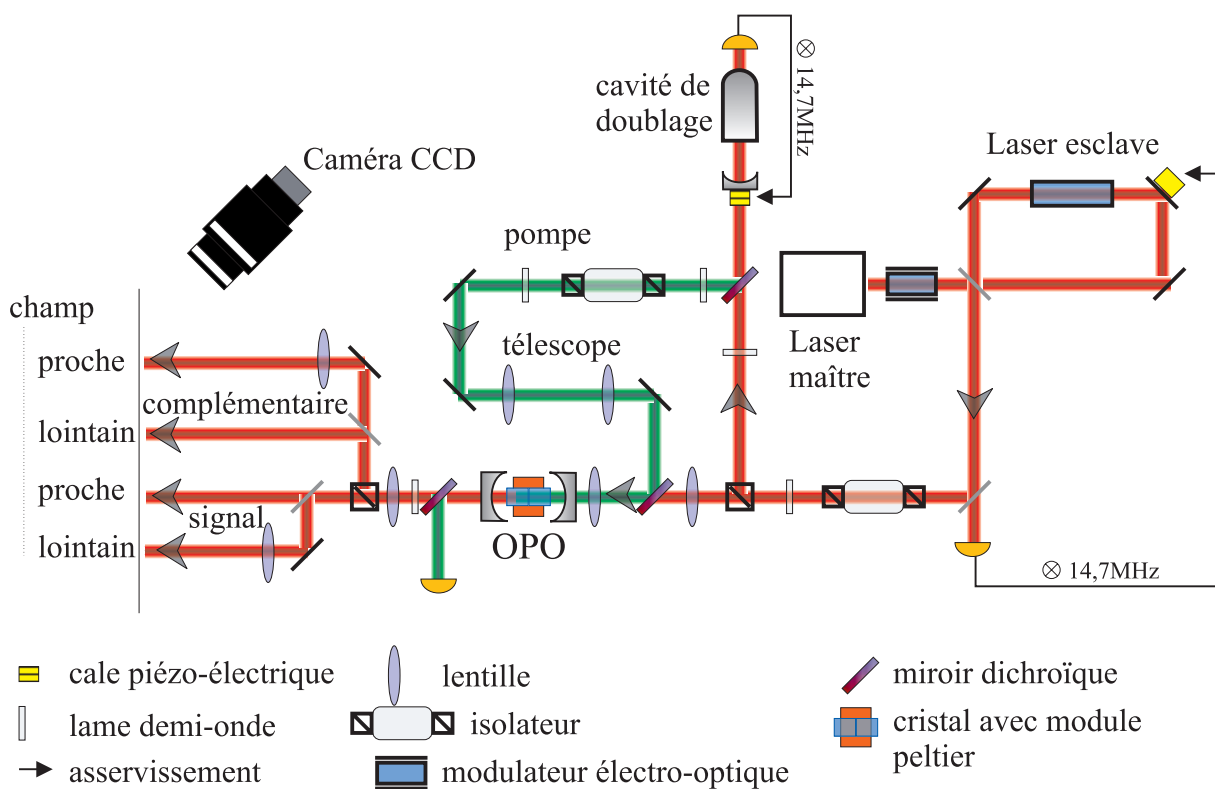 cavité de
doublage
⊗ 14,7MHz
Caméra CCD
Laser esclave
pompe
Laser
maître
télescope
champ
proche
complémentaire
lointain
proche
signal
lointain
OPO
⊗ 14,7MHz
cale piézo-électrique
lentille
miroir dichroïque
lame demi-onde
isolateur
cristal avec module
peltier
asservissement
modulateur électro-optique